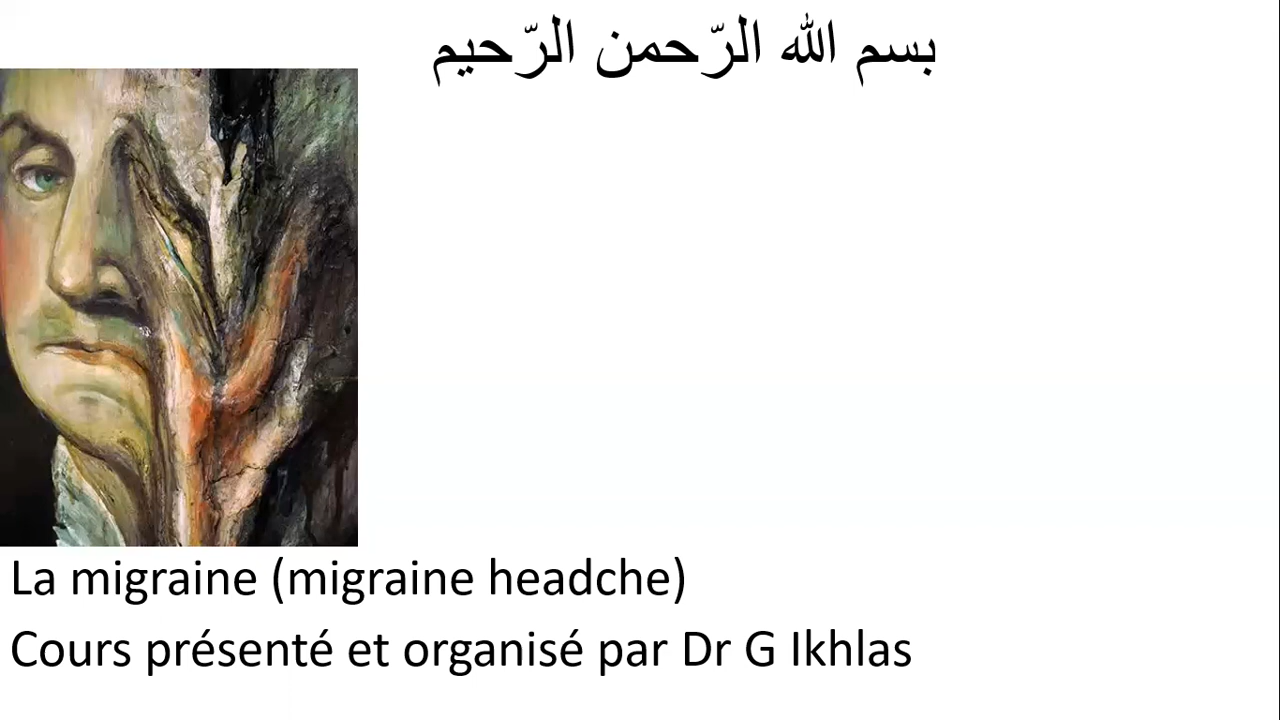 بسم الله الرّحمن الرّحيم
La migraine (migraine headche)
Cours présenté et organisé par Dr G Ikhlas